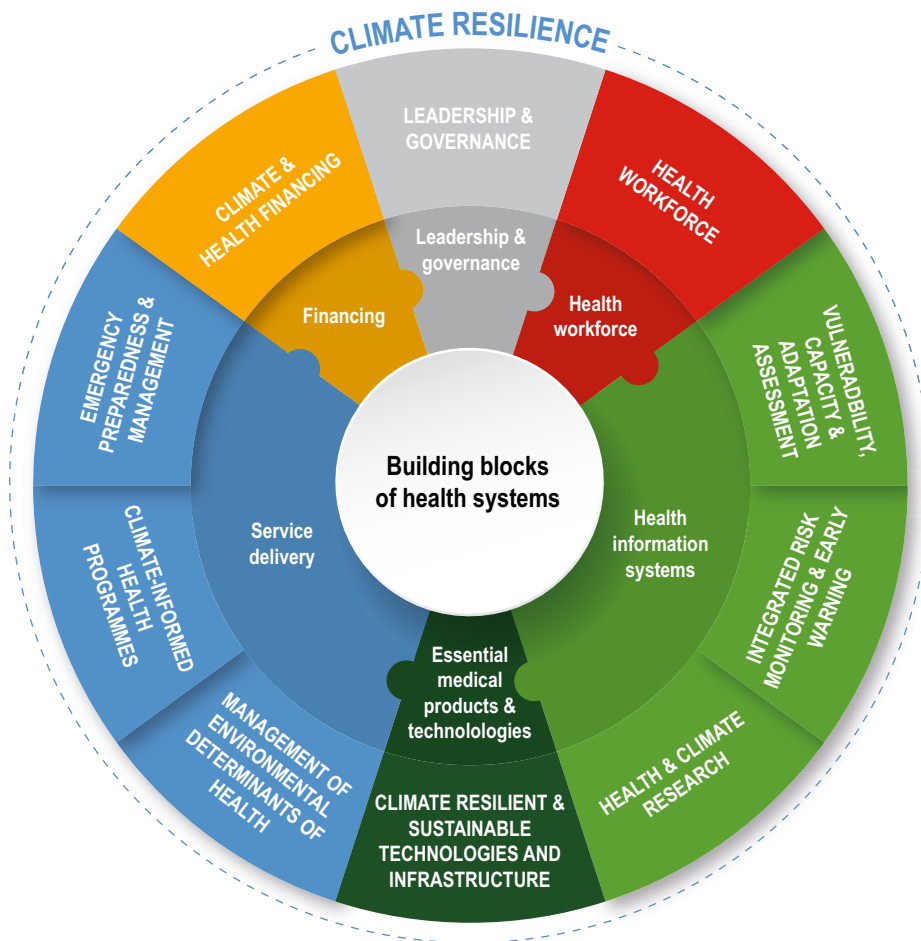 CLIMATE RESILIENCE
LEADERSHIP &
GOVERNANCE
HEALTH
WORKFORCE
VULNERADBILITY,
CAPACITY &
ADAPTATION
ASSESSMENT
INTEGRATED RISK
MONITORING & EARLY
WARNING
HEALTH & CLIMATE
RESEARCH
CLIMATE RESILIENT &
SUSTAINABLE
TECHNOLOGIES AND
INFRASTRUCTURE
MANAGEMENT OF
ENVIRONMENTAL
DETERMINANTS OF
HEALTH
CLIMATE-INFORMED
HEALTH
PROGRAMMES
EMERGENCY
PREPAREDNESS &
MANAGEMENT
CLIMATE &
HEALTH FINANCING
Leadership &
governance
Health
workforce
Health
information
systems
Essential
medical
products &
technolologies
Service
delivery
Financing
Building blocks
of health systems